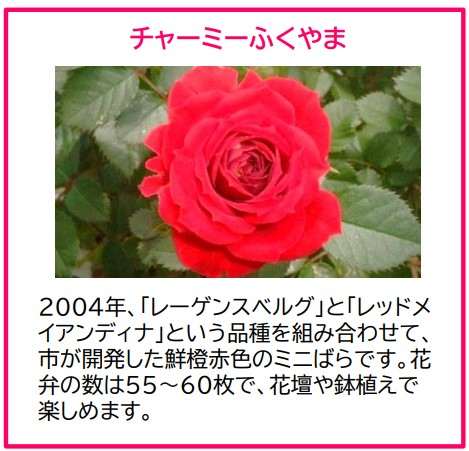 チャーミーふくやま
2004年、「レーゲンスベルグ」と「レッドメ
イアンディナ」という品種を組み合わせて、
市が開発した鮮橙赤色のミニばらです。花
弁の数は55～60枚で、花壇や鉢植えで
楽しめます。